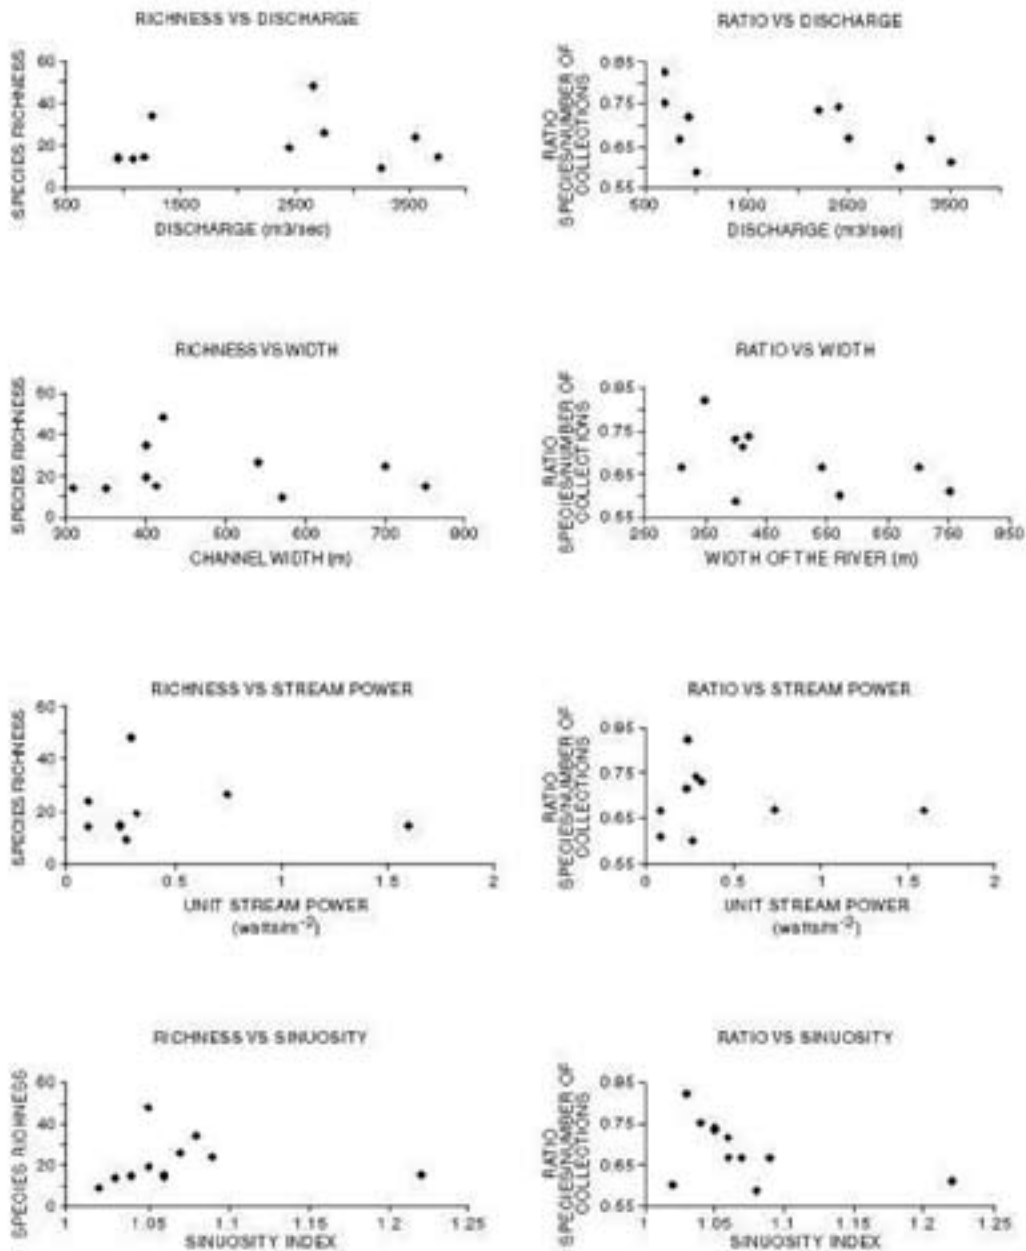 RICHNESS VS DISCHARGE
SPECIES RICHNESS
60
40
20
0
500 1500 2500 3500
DISCHARGE (m3/sec)
RATIO VS DISCHARGE
RATIO
SPECIES/NUMBER OF
COLLECTIONS
0.85
0.75
0.65
0.55
600 1600 2600 3600
DISCHARGE (m3/sec)
RICHNESS VS WIDTH
SPECIES RICHNESS
60
40
20
0
300 400 500 600 700 800
CHANNEL WIDTH (m)
RATIO VS WIDTH
RATIO
SPECIES/NUMBER OF
COLLECTIONS
0.85
0.75
0.65
0.55
250 350 450 550 650 750 850
WIDTH OF THE RIVER (m)
RICHNESS VS STREAM POWER
SPECIES RICHNESS
60
40
20
0
0 0.5 1 1.5 2
UNIT STREAM POWER
(watts/m-2)
RATIO VS STREAM POWER
RATIO
SPECIES/NUMBER OF
COLLECTIONS
0.85
0.75
0.65
0.55
0 0.5 1 1.5 2
UNIT STREAM POWER
(watts/m-2)
RICHNESS VS SINUOSITY
SPECIES RICHNESS
60
40
20
0
1 1.05 1.1 1.15 1.2 1.25
SINUOSITY INDEX
RATIO VS SINUOSITY
RATIO
SPECIES/NUMBER OF
COLLECTIONS
0.85
0.75
0.65
0.55
1 1.05 1.1 1.15 1.2 1.25
SINUOSITY INDEX